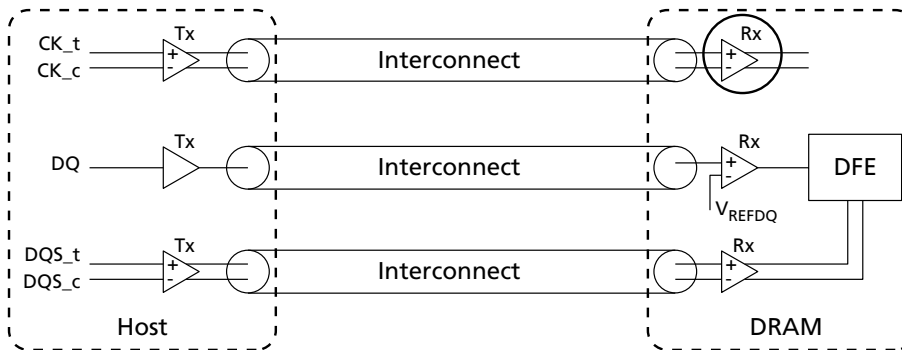 CK_t
CK_c
Tx
+
-
Interconnect
Rx
+
-
DQ
Tx
Interconnect
Rx
+
-
V_REFDQ
DFE
DQS_t
DQS_c
Tx
+
-
Interconnect
Rx
+
-
Host
DRAM